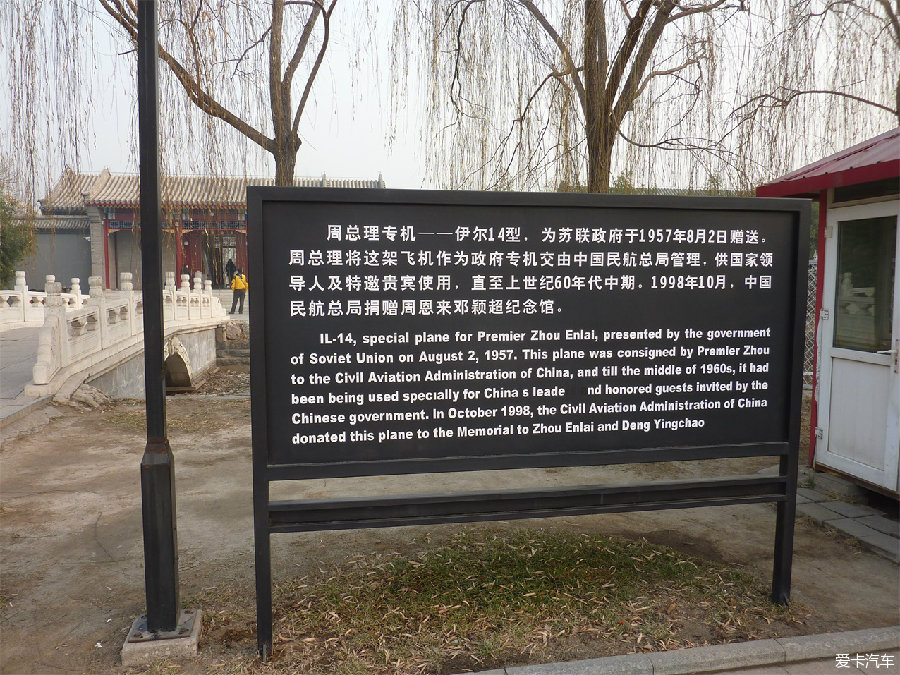 周总理专机——伊尔14型，为苏联政府于1957年8月2日赠送。
周总理将这架飞机作为政府专机交由中国民航总局管理，供国家领
导人及特邀贵宾使用，直至上世纪60年代中期。1998年10月，中国
民航总局捐赠周恩来邓颖超纪念馆。
IL-14, special plane for Premier Zhou Enlai, presented by the government
of Soviet Union on August 2, 1957. This plane was consigned by Premier Zhou
to the Civil Aviation Administration of China, and till the middle of 1960s, it had
been being used specially for China s leade nd honored guests invited by the
Chinese government. In October 1998, the Civil Aviation Administration of China
donated this plane to the Memorial to Zhou Enlai and Deng Yingchao
爱卡汽车